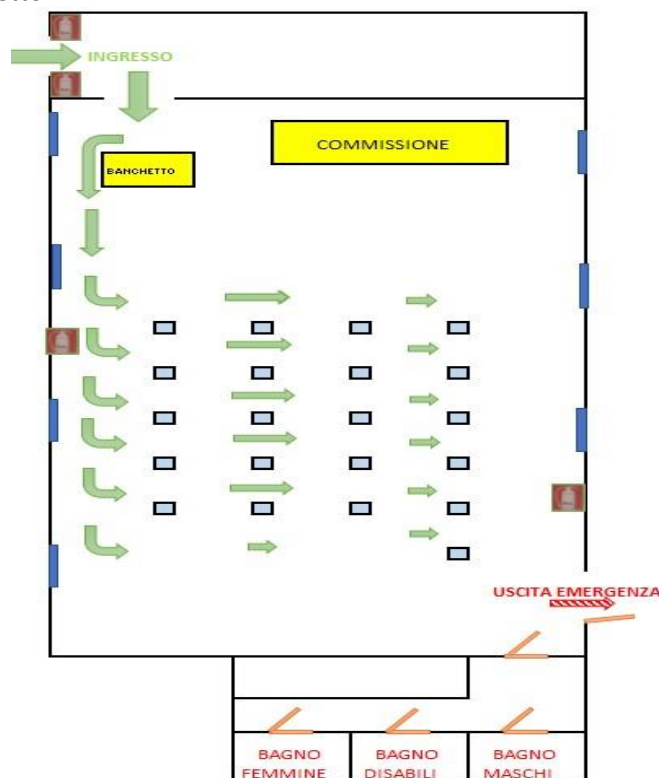 INGRESSO
COMMISSIONE
BANCHETTO
USCITA EMERGENZA
BAGNO
FEMMINE
BAGNO
DISABILI
BAGNO
MASCHI